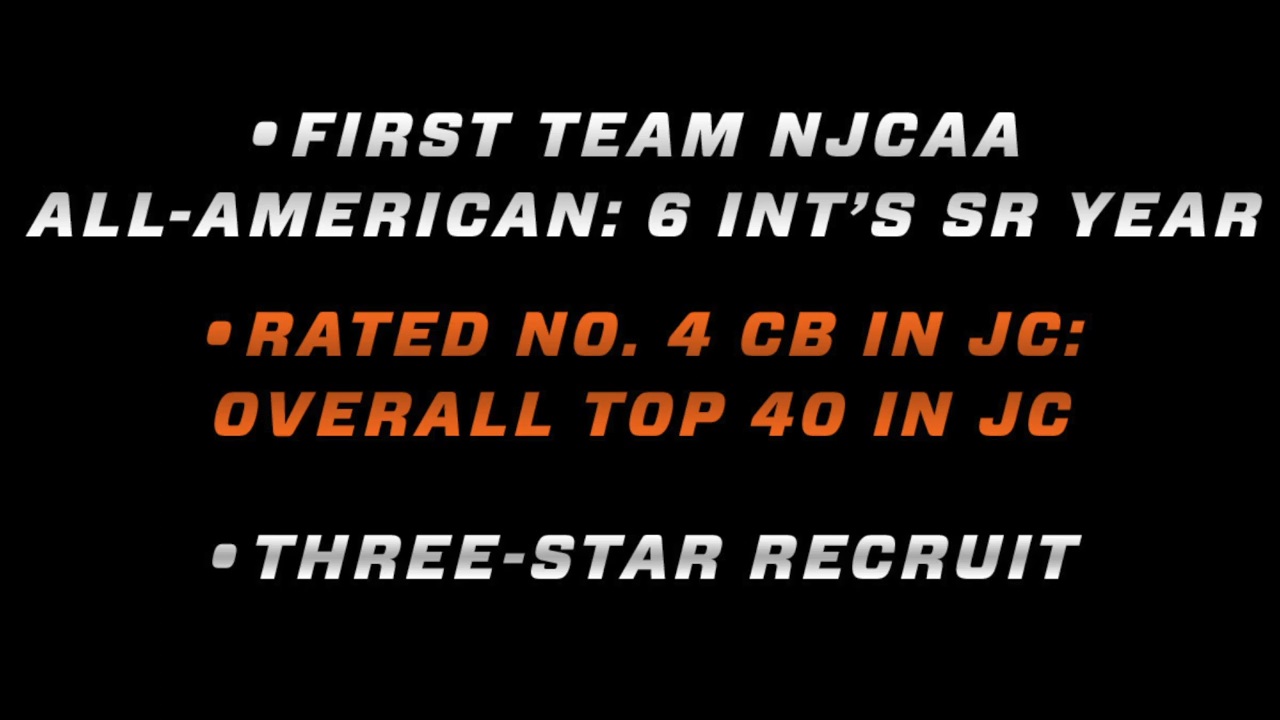 •FIRST TEAM NJCAA
ALL-AMERICAN: 6 INT’S SR YEAR
•RATED NO. 4 CB IN JC:
OVERALL TOP 40 IN JC
•THREE-STAR RECRUIT